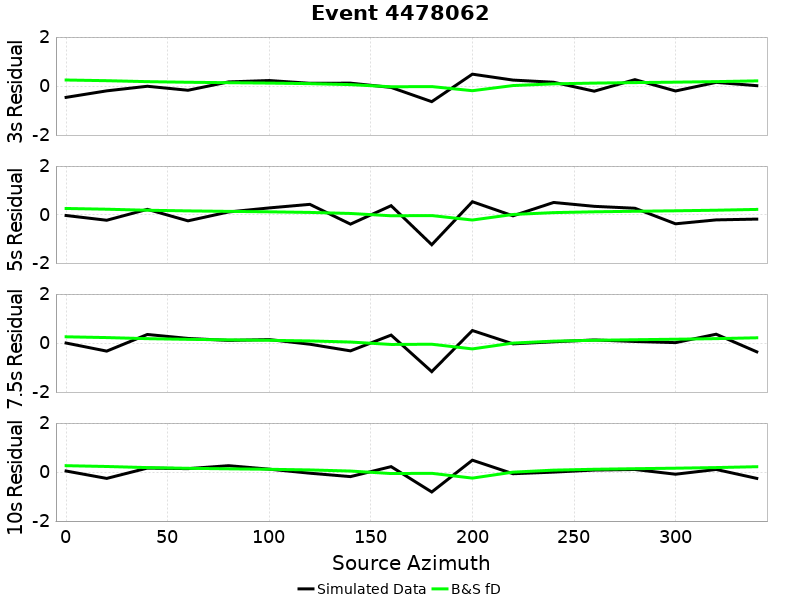 Event 4478062
3s Residual
2
0
-2
5s Residual
2
0
-2
7.5s Residual
2
0
-2
10s Residual
2
0
-2
0 50 100 150 200 250 300
Source Azimuth
Simulated Data B&S fD